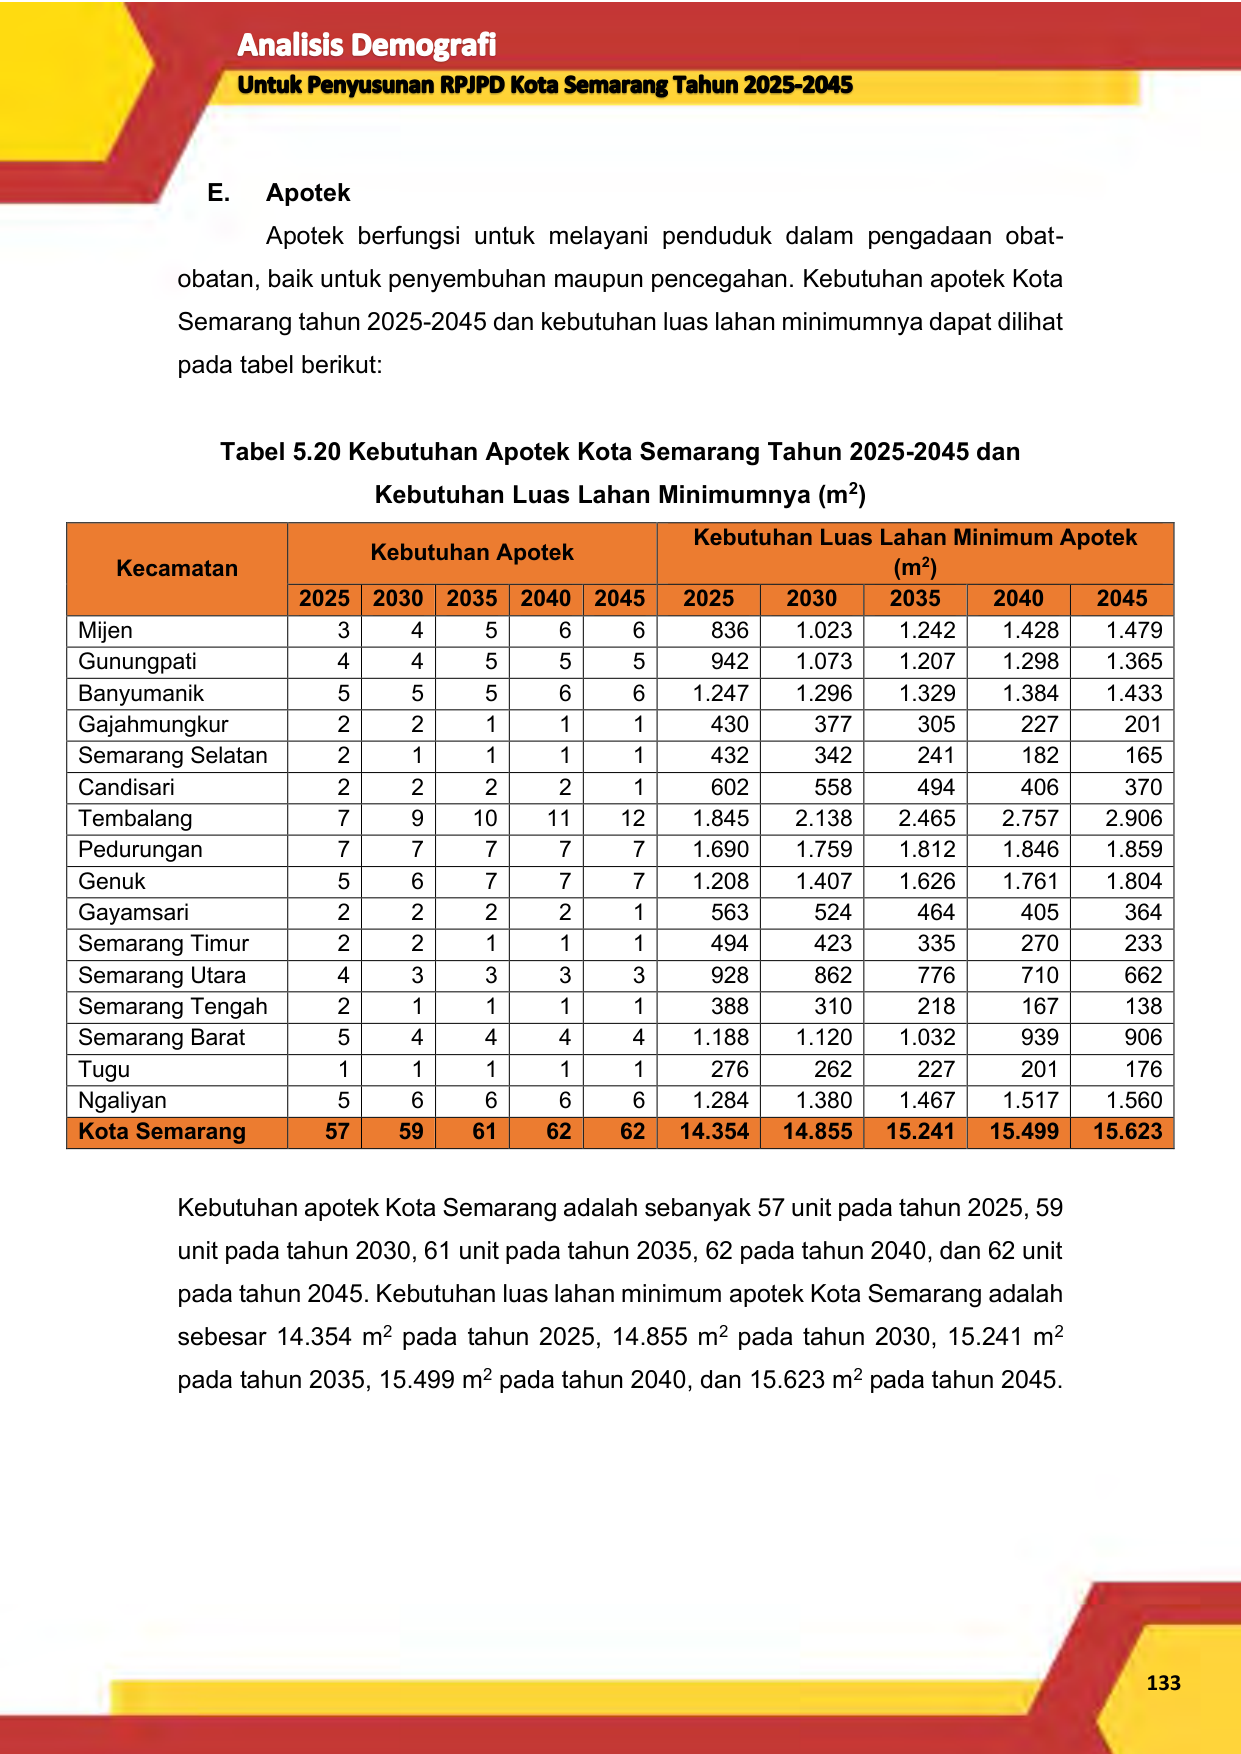 Analisis Demografi
Untuk Penyusunan RPJPD Kota Semarang Tahun 2025-2045
E. Apotek
Apotek berfungsi untuk melayani penduduk dalam pengadaan obat-
obatan, baik untuk penyembuhan maupun pencegahan. Kebutuhan apotek Kota
Semarang tahun 2025-2045 dan kebutuhan luas lahan minimumnya dapat dilihat
pada tabel berikut:
Tabel 5.20 Kebutuhan Apotek Kota Semarang Tahun 2025-2045 dan
Kebutuhan Luas Lahan Minimumnya (m²)
Kecamatan Kebutuhan Apotek Kebutuhan Luas Lahan Minimum Apotek
(m²)
2025 2030 2035 2040 2045 2025 2030 2035 2040 2045
Mijen 3 4 5 6 6 836 1.023 1.242 1.428 1.479
Gunungpati 4 4 5 5 5 942 1.073 1.207 1.298 1.365
Banyumanik 5 5 5 6 6 1.247 1.296 1.329 1.384 1.433
Gajahmungkur 2 2 1 1 1 430 377 305 227 201
Semarang Selatan 2 1 1 1 1 432 342 241 182 165
Candisari 2 2 2 2 1 602 558 494 406 370
Tembalang 7 9 10 11 12 1.845 2.138 2.465 2.757 2.906
Pedurungan 7 7 7 7 7 1.690 1.759 1.812 1.846 1.859
Genuk 5 6 7 7 7 1.208 1.407 1.626 1.761 1.804
Gayamsari 2 2 2 2 1 563 524 464 405 364
Semarang Timur 2 2 1 1 1 494 423 335 270 233
Semarang Utara 4 3 3 3 3 928 862 776 710 662
Semarang Tengah 2 1 1 1 1 388 310 218 167 138
Semarang Barat 5 4 4 4 4 1.188 1.120 1.032 939 906
Tugu 1 1 1 1 1 276 262 227 201 176
Ngaliyan 5 6 6 6 6 1.284 1.380 1.467 1.517 1.560
Kota Semarang 57 59 61 62 62 14.354 14.855 15.241 15.499 15.623
Kebutuhan apotek Kota Semarang adalah sebanyak 57 unit pada tahun 2025, 59
unit pada tahun 2030, 61 unit pada tahun 2035, 62 pada tahun 2040, dan 62 unit
pada tahun 2045. Kebutuhan luas lahan minimum apotek Kota Semarang adalah
sebesar 14.354 m² pada tahun 2025, 14.855 m² pada tahun 2030, 15.241 m²
pada tahun 2035, 15.499 m² pada tahun 2040, dan 15.623 m² pada tahun 2045.
133